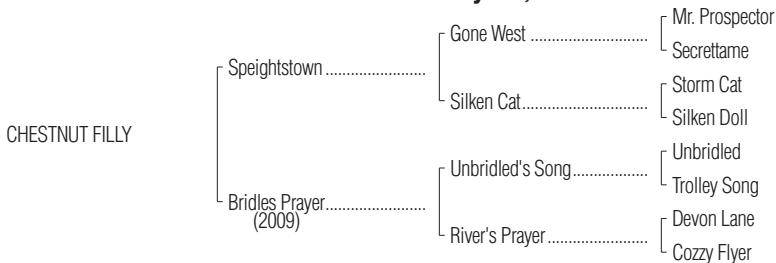 Mr. Prospector
Gone West ......................
Secrettame
Speightstown ...................
Storm Cat
Silken Cat........................
Silken Doll
CHESTNUT FILLY
Unbridled
Unbridled's Song..............
Trolley Song
Bridles Prayer...................
(2009)
Devon Lane
River's Prayer...................
Cozzy Flyer